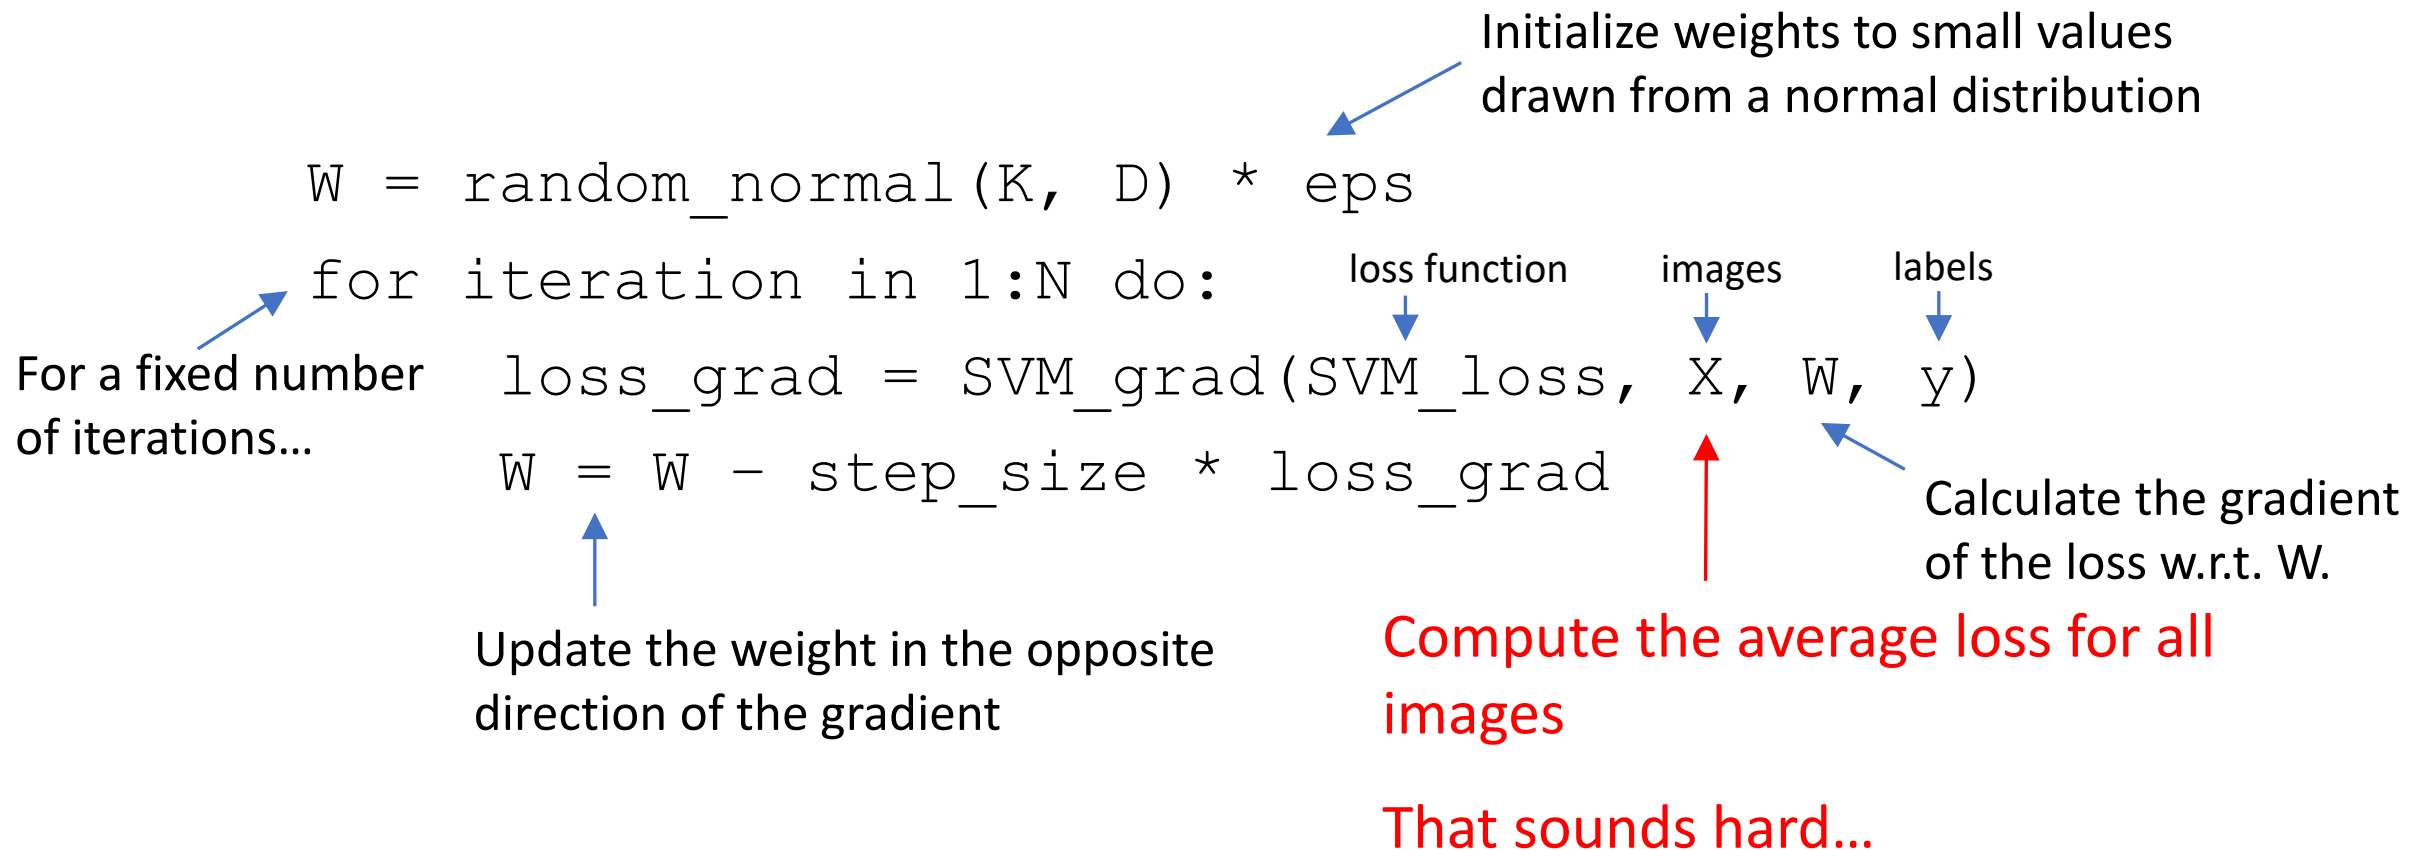 Initialize weights to small values
drawn from a normal distribution
W = random_normal(K, D) * eps
for iteration in 1:N do:
loss function
images
labels
For a fixed number
of iterations…
loss_grad = SVM_grad(SVM_loss, X, W, y)
W = W - step_size * loss_grad
Calculate the gradient
of the loss w.r.t. W.
Update the weight in the opposite
direction of the gradient
Compute the average loss for all
images
That sounds hard…